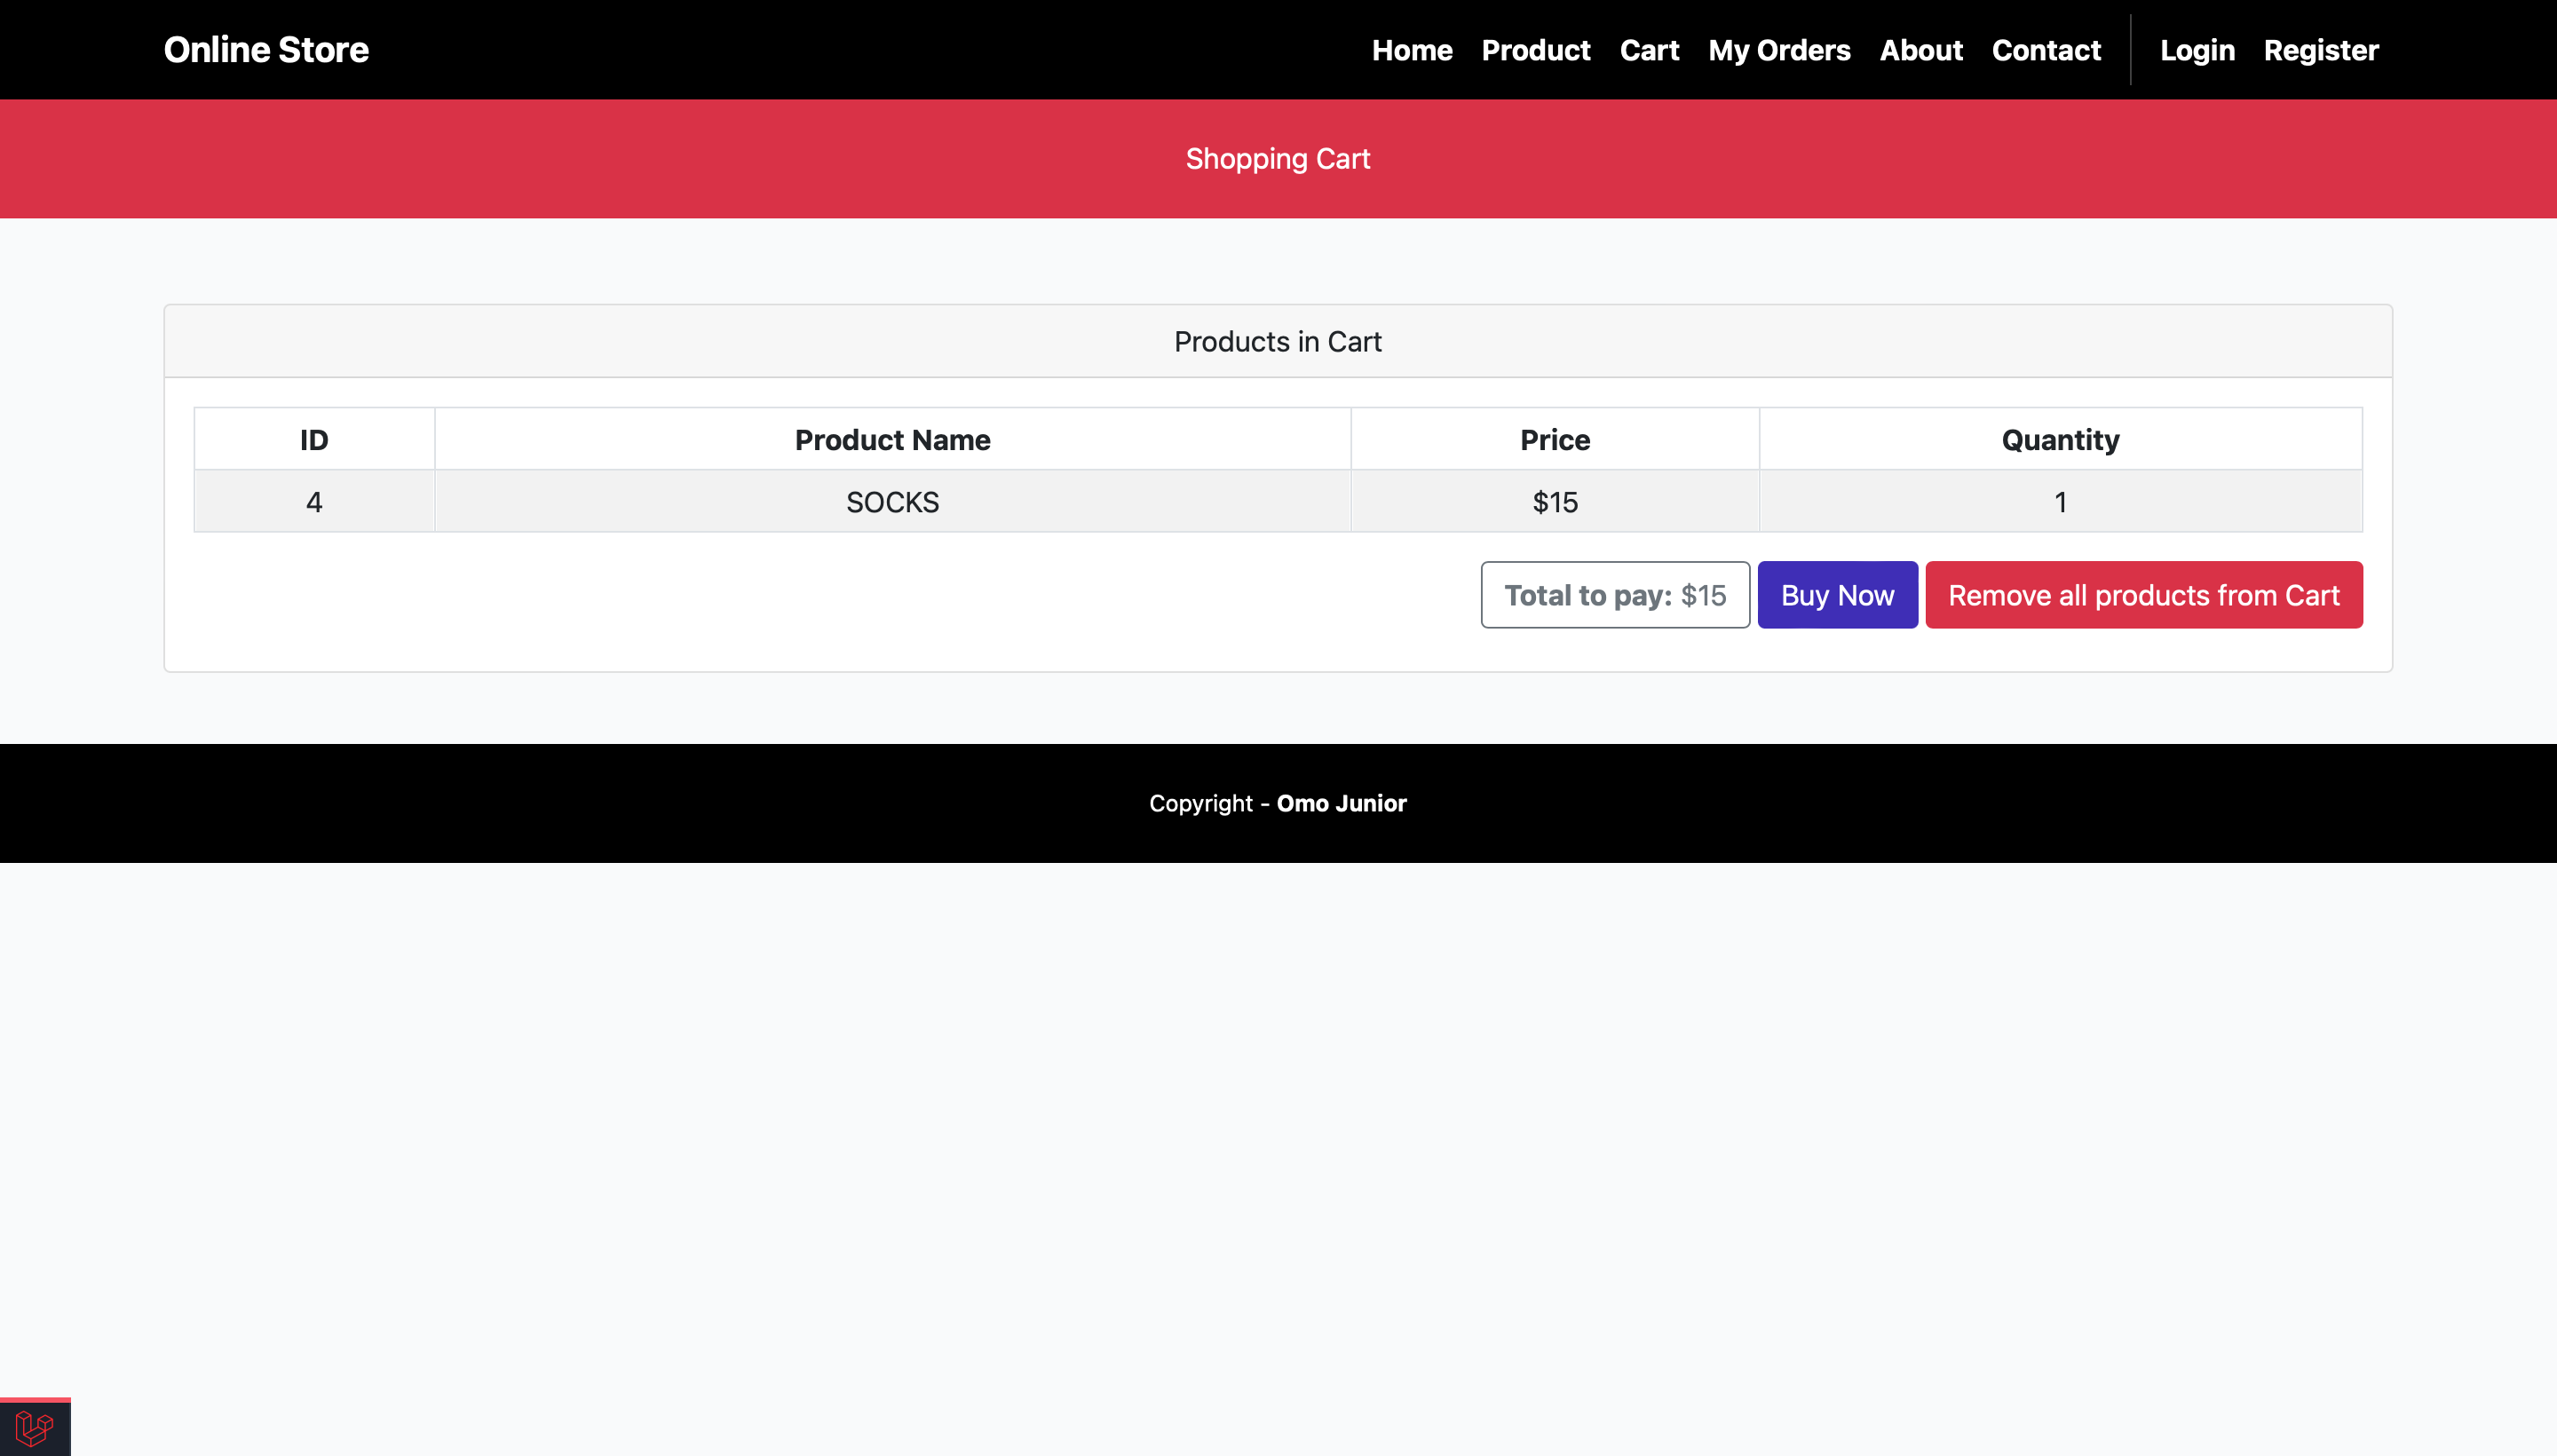 Online Store Home Product Cart My Orders About Contact Login Register
Shopping Cart
Products in Cart
ID Product Name Price Quantity
4 SOCKS $15 1
Total to pay: $15 Buy Now Remove all products from Cart
Copyright - Omo Junior